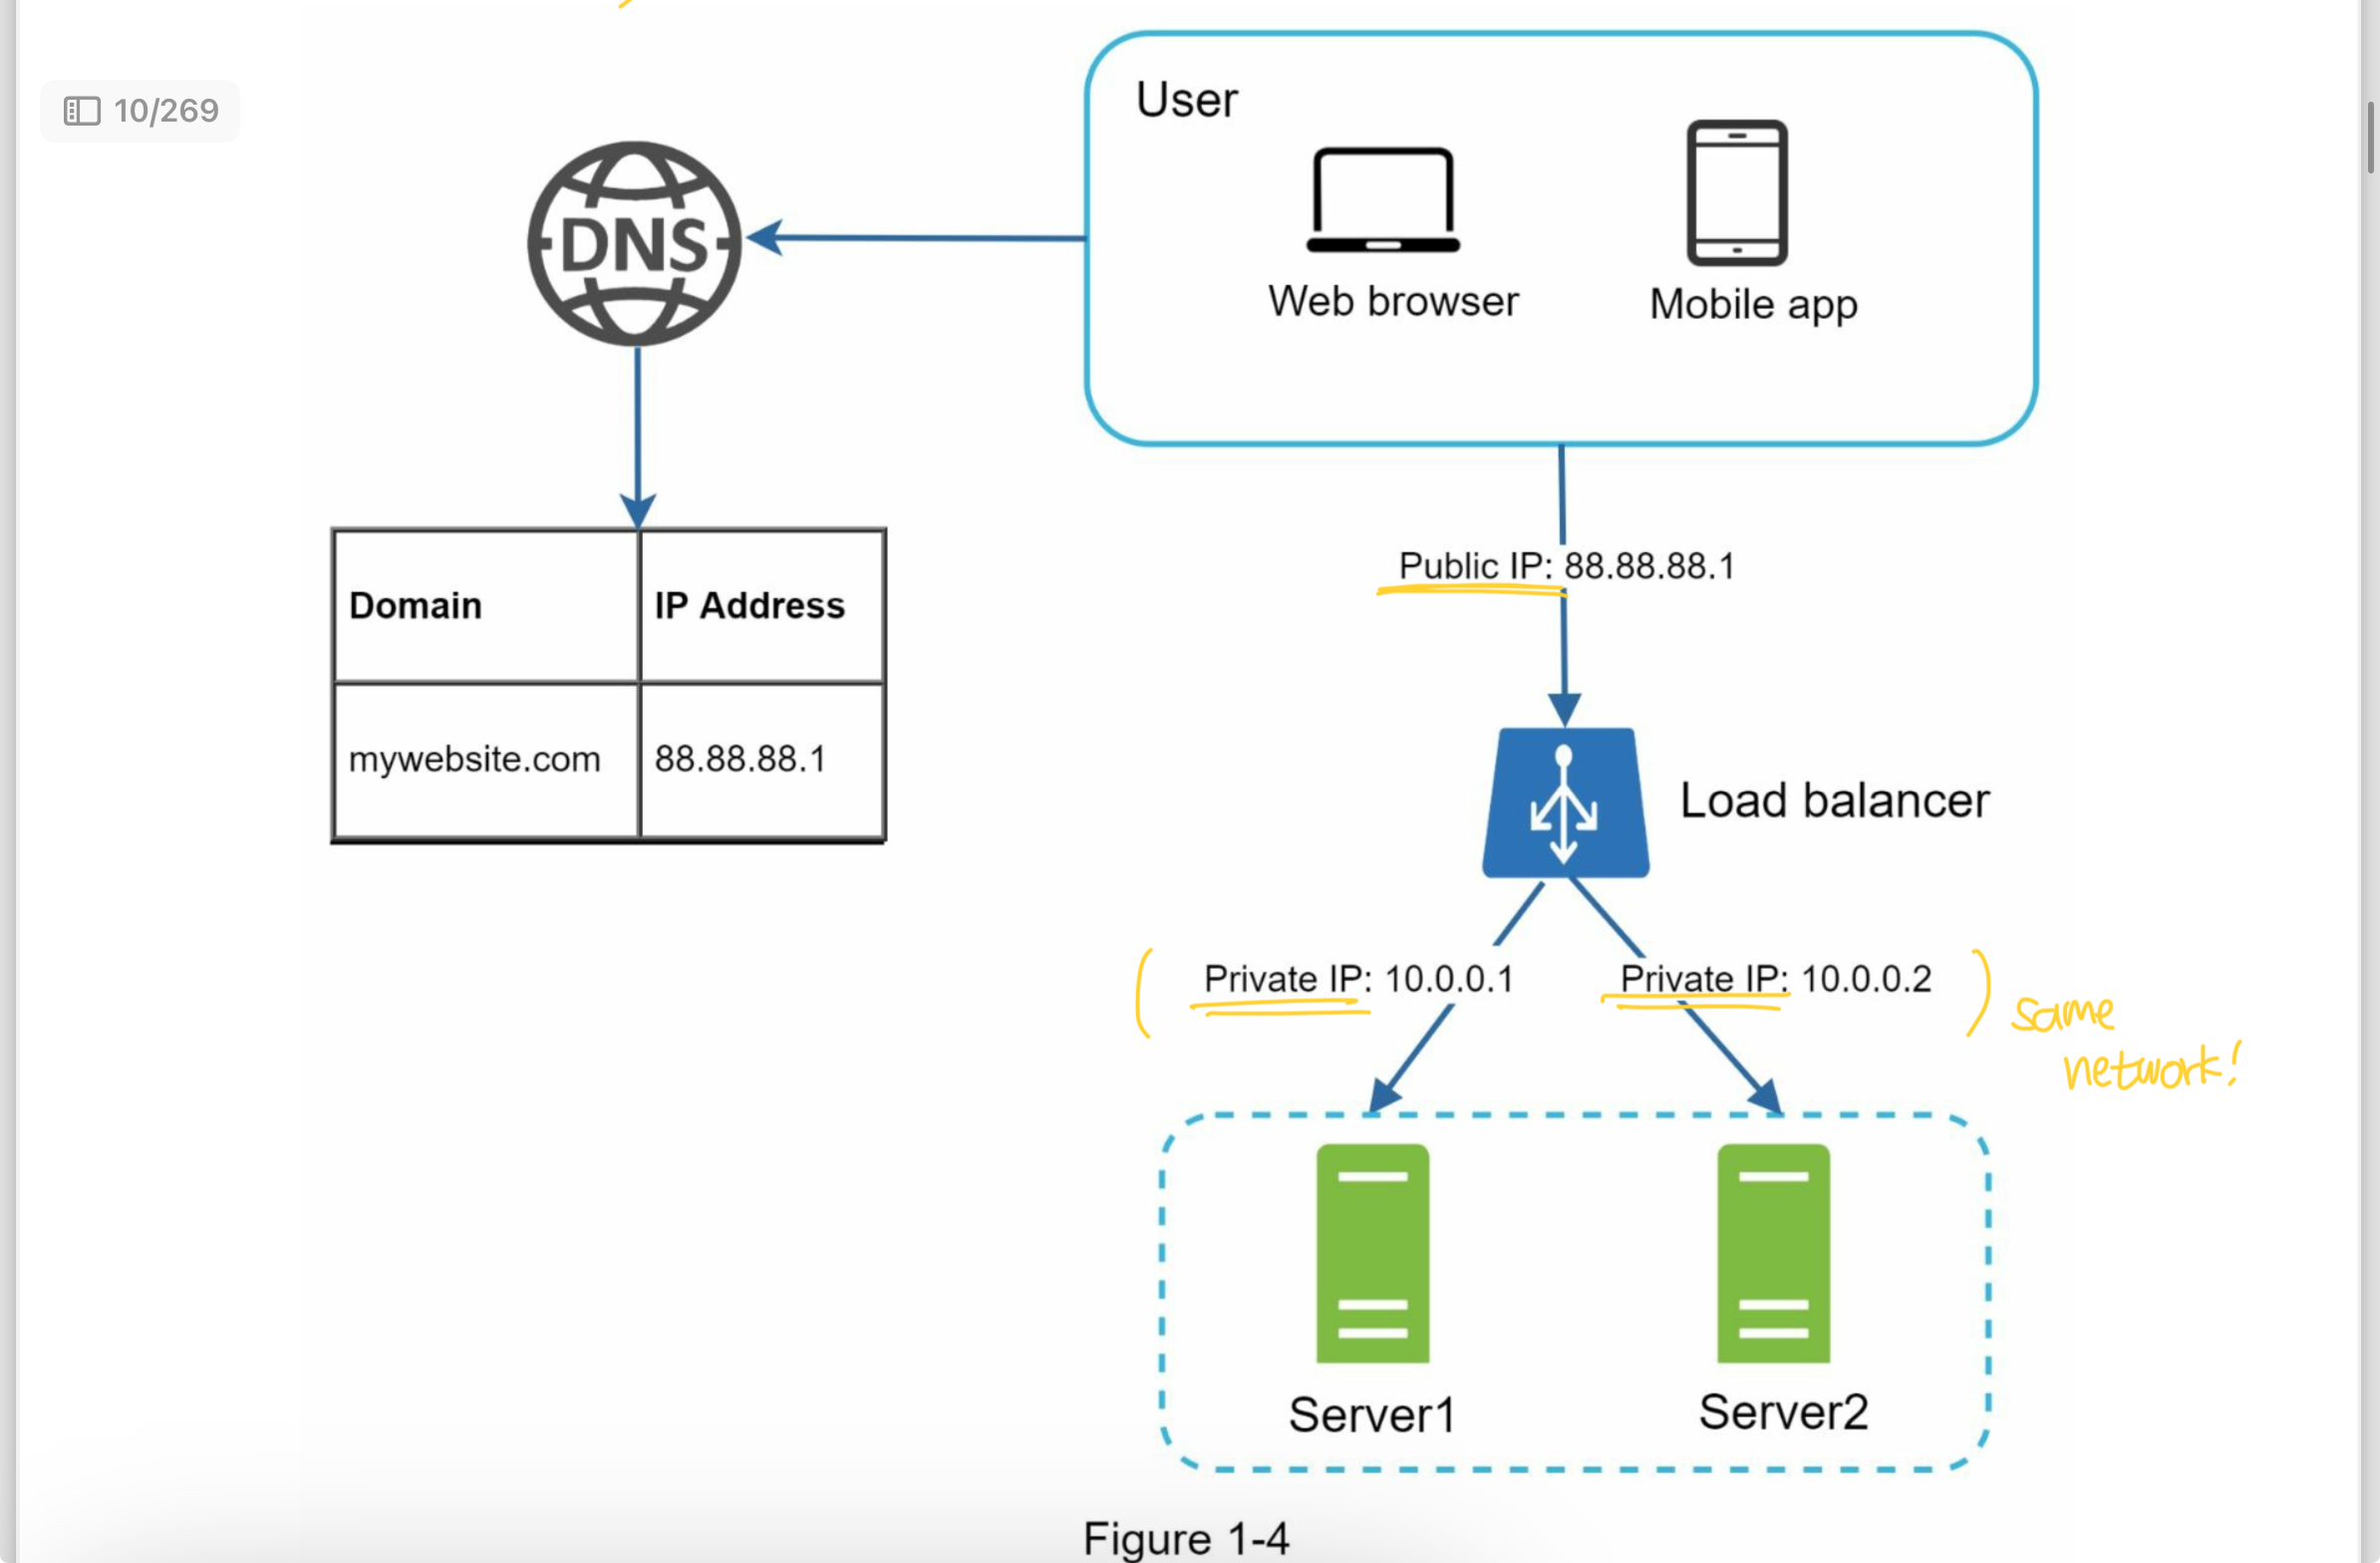 10/269
User
DNS
Web browser
Mobile app
Public IP: 88.88.88.1
Domain
IP Address
mywebsite.com
88.88.88.1
Load balancer
Private IP: 10.0.0.1
Private IP: 10.0.0.2
same
network!
Server1
Server2
Figure 1-4